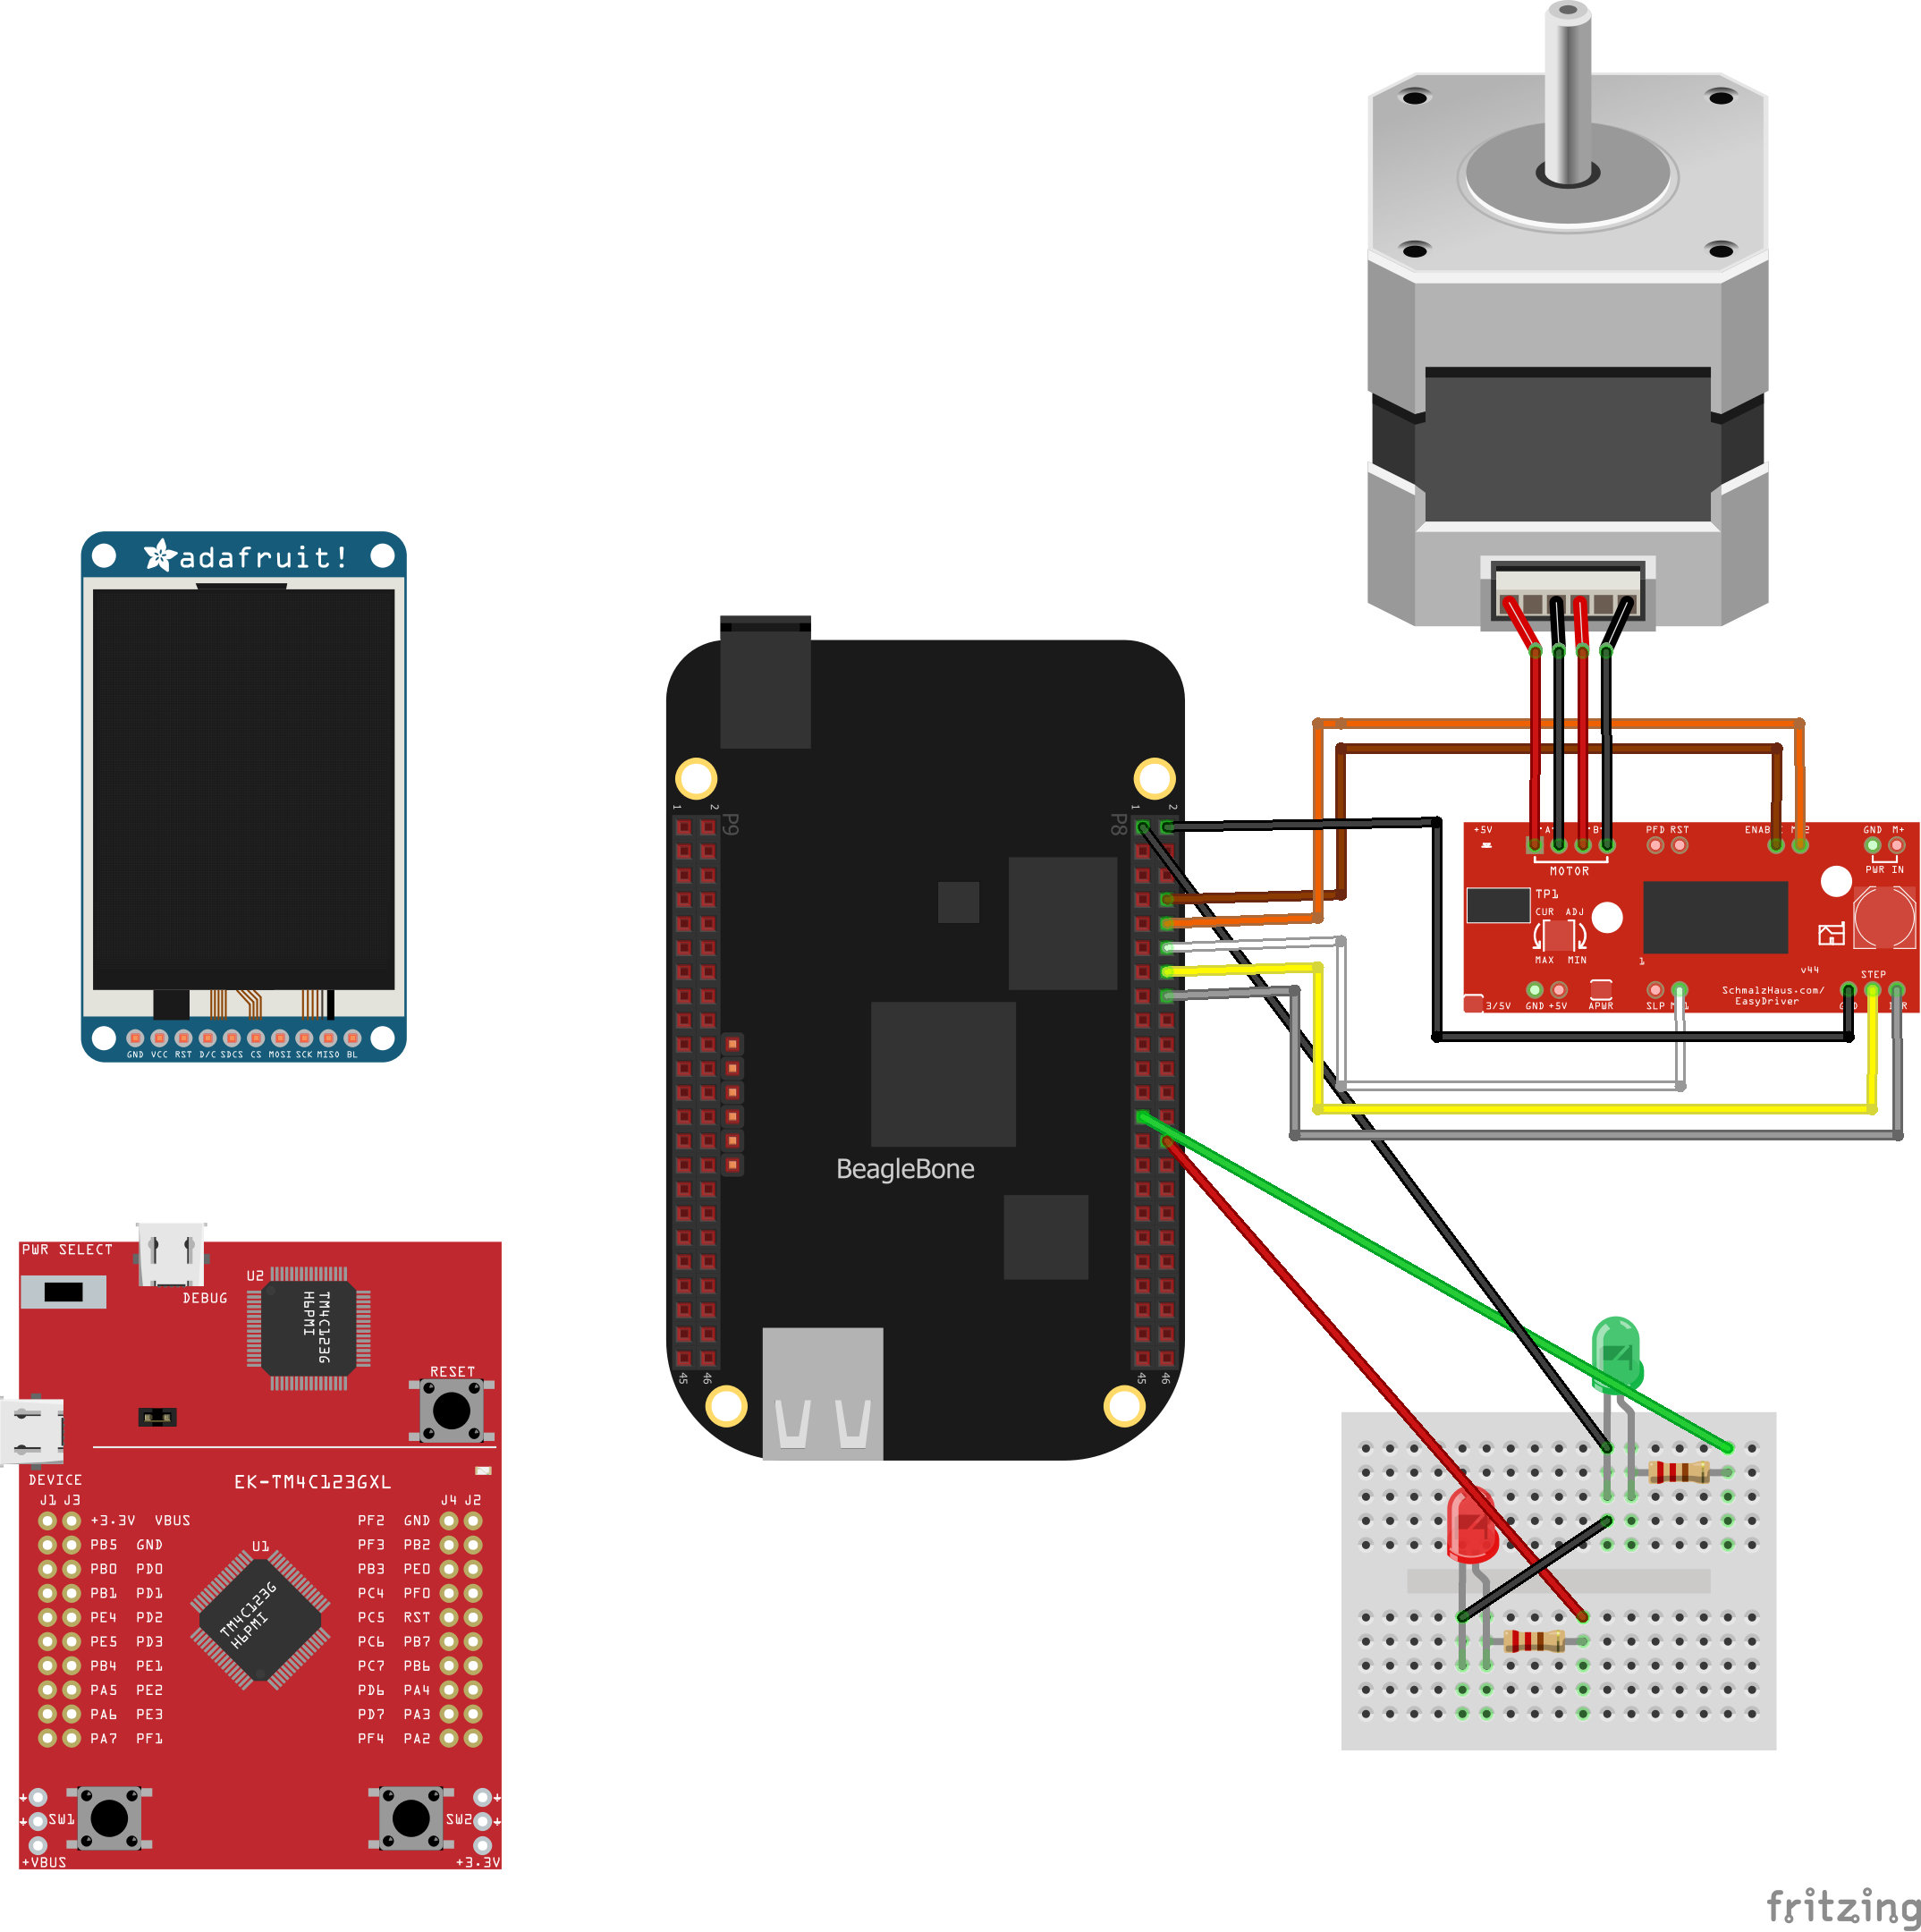 adafruit!
GND VCC RST D/C SDCS CS MOSI SCK MISO BL
1 2
P9
1 2
P8
BeagleBone
45 46
45 46
+5V
PFD RST
GND M+
MOTOR
PWR IN
TP1
CUR ADJ
MAX MIN
1
v44
STEP
SchmalzHaus.com/
EasyDriver
3/5V
GND +5V
APWR
SLP
PWR SELECT
DEBUG
U2
TM4C123G
H6PMI
RESET
DEVICE
EK-TM4C123GXL
J1 J3
J4 J2
+3.3V VBUS
PF2 GND
PB5 GND
PF3 PB2
PB0 PD0
PB3 PE0
PB1 PD1
PC4 PF0
PE4 PD2
PC5 RST
PE5 PD3
PC6 PB7
PB4 PE1
PC7 PB6
PA5 PE2
PD6 PA4
PA6 PE3
PD7 PA3
PA7 PF1
PF4 PA2
U1
TM4C123G
H6PMI
SW1
SW2
+VBUS
+3.3V
fritzing